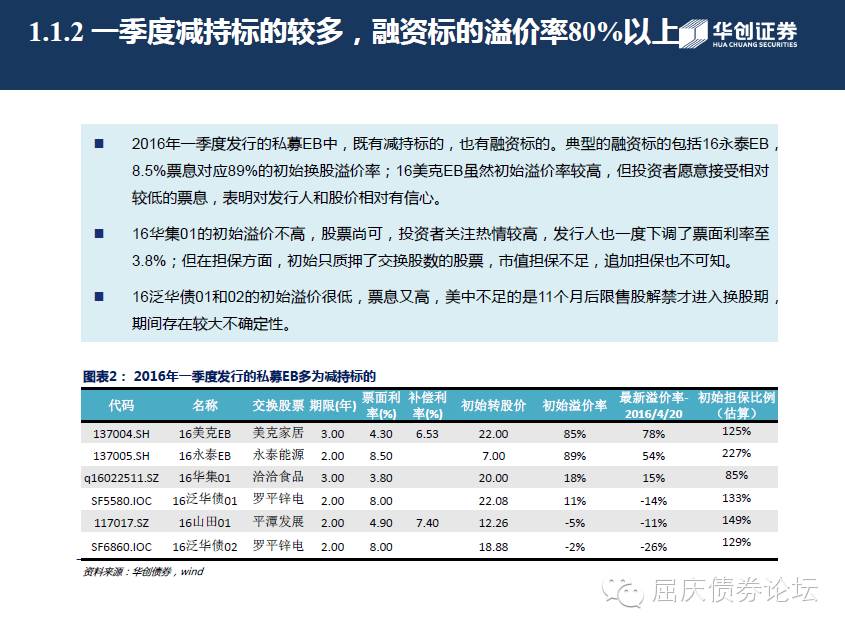 1.1.2 一季度减持标的较多，融资标的溢价率80%以上
华创证券
HUA CHUANG SECURITIES
■ 2016年一季度发行的私募EB中，既有减持标的，也有融资标的。典型的融资标的包括16永泰EB，
8.5%票息对应89%的初始换股溢价率；16美克EB虽然初始溢价率较高，但投资者愿意接受相对
较低的票息，表明对发行人和股价相对有信心。
■ 16华集01的初始溢价不高，股票尚可，投资者关注热情较高，发行人也一度下调了票面利率至
3.8%；但在担保方面，初始只质押了交换股数的股票，市值担保不足，追加担保也不可知。
■ 16泛华债01和02的初始溢价很低，票息又高，美中不足的是11个月后限售股解禁才进入换股期，
期间存在较大不确定性。
图表2： 2016年一季度发行的私募EB多为减持标的
代码 名称 交换股票 期限(年) 票面利率(%) 补偿利率(%) 初始转股价 初始溢价率 最新溢价率-2016/4/20 初始担保比例（估算）
137004.SH 16美克EB 美克家居 3.00 4.30 6.53 22.00 85% 78% 125%
137005.SH 16永泰EB 永泰能源 2.00 8.50 7.00 89% 54% 227%
q16022511.SZ 16华集01 洽洽食品 3.00 3.80 20.00 18% 15% 85%
SF5580.IOC 16泛华债01 罗平锌电 2.00 8.00 22.08 11% -14% 133%
117017.SZ 16山田01 平潭发展 2.00 4.90 7.40 12.26 -5% -11% 149%
SF6860.IOC 16泛华债02 罗平锌电 2.00 8.00 18.88 -2% -26% 129%
资料来源：华创债券，wind
屈庆债券论坛